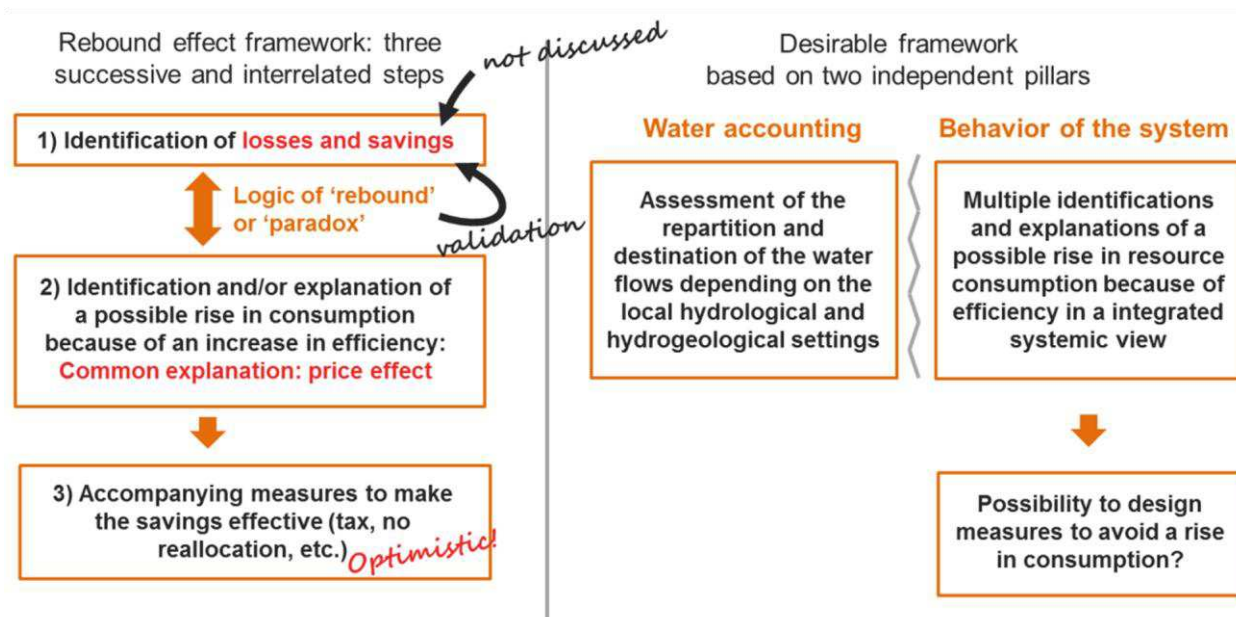 Rebound effect framework: three
successive and interrelated steps
not discussed
1) Identification of losses and savings
Logic of 'rebound'
or 'paradox'
validation
2) Identification and/or explanation of
a possible rise in consumption
because of an increase in efficiency:
Common explanation: price effect
3) Accompanying measures to make
the savings effective (tax, no
reallocation, etc.)
Optimistic!
Desirable framework
based on two independent pillars
Water accounting
Assessment of the
repartition and
destination of the water
flows depending on the
local hydrological and
hydrogeological settings
Behavior of the system
Multiple identifications
and explanations of a
possible rise in resource
consumption because of
efficiency in a integrated
systemic view
Possibility to design
measures to avoid a rise
in consumption?